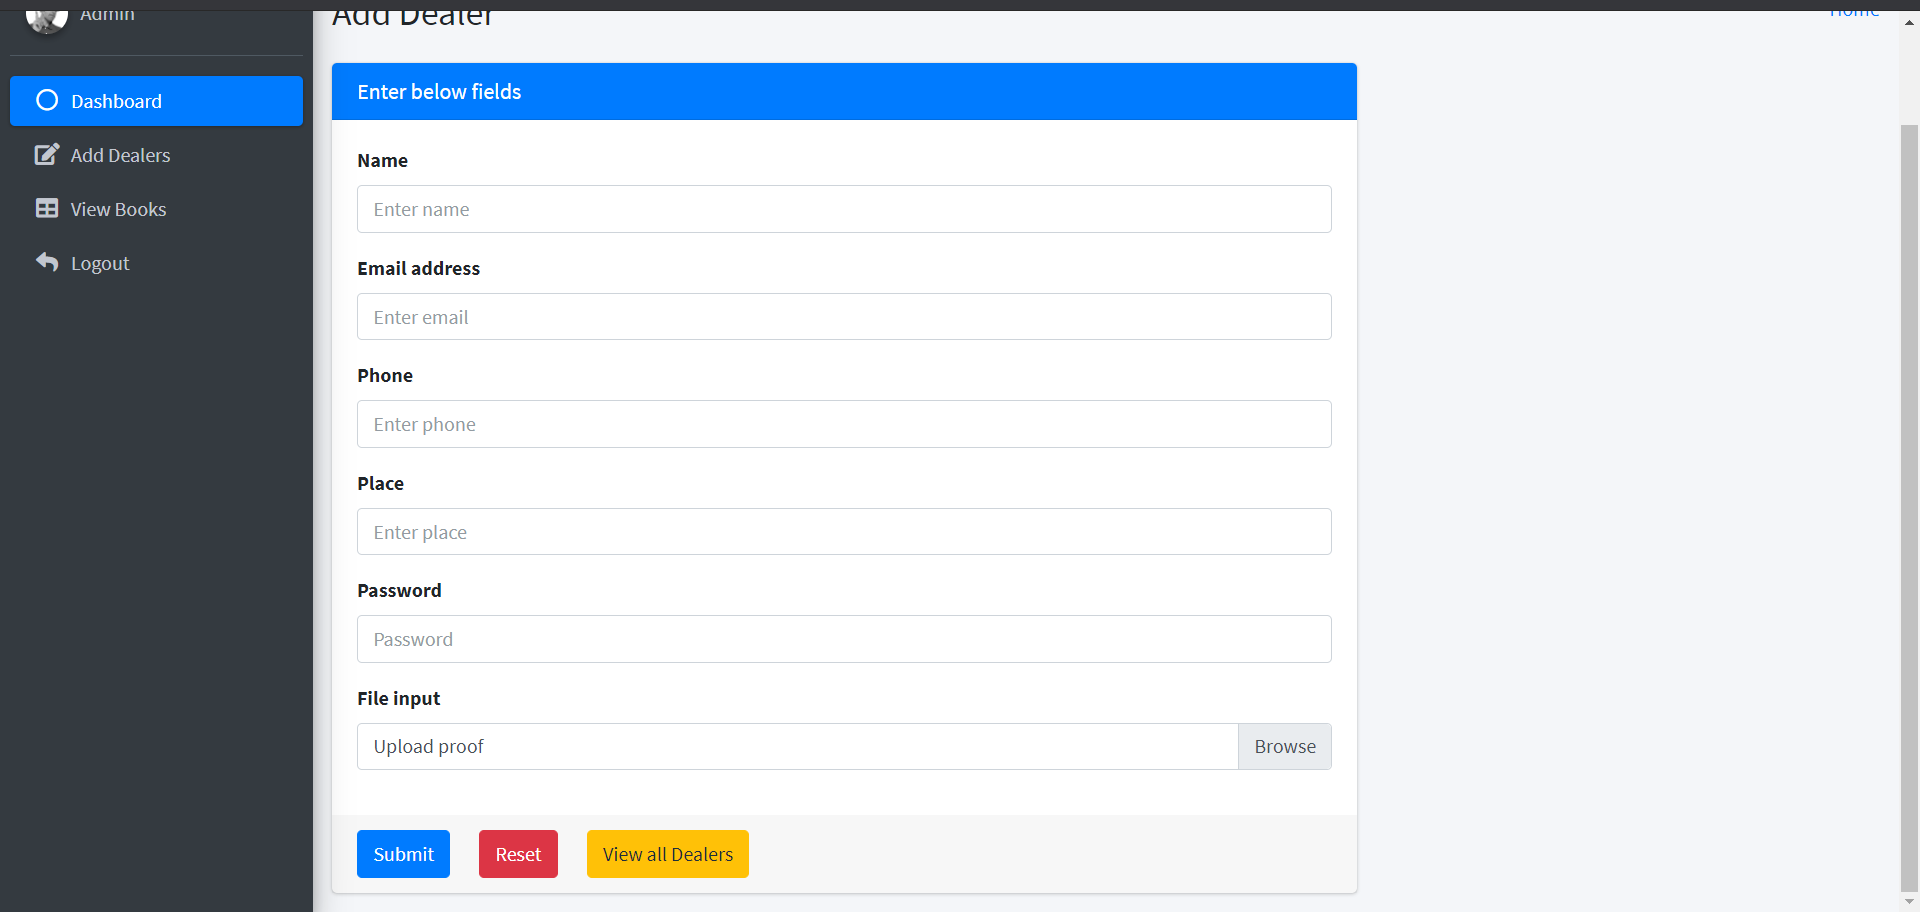 Admin
Dashboard
Add Dealers
View Books
Logout
Add Dealer
Home
Enter below fields
Name
Enter name
Email address
Enter email
Phone
Enter phone
Place
Enter place
Password
Password
File input
Upload proof
Browse
Submit
Reset
View all Dealers